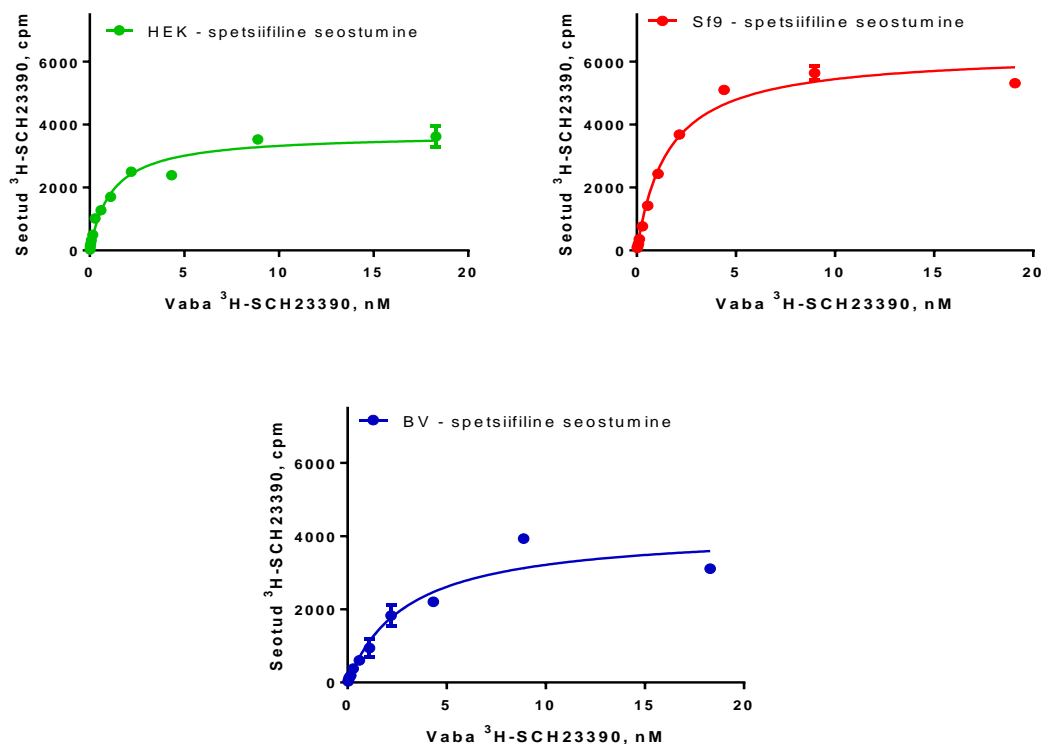 HEK - spetsiifiline seostumine
Seotud ³H-SCH23390, cpm
6000
4000
2000
0
0 5 10 15 20
Vaba ³H-SCH23390, nM
Sf9 - spetsiifiline seostumine
Seotud ³H-SCH23390, cpm
6000
4000
2000
0
0 5 10 15 20
Vaba ³H-SCH23390, nM
BV - spetsiifiline seostumine
Seotud ³H-SCH23390, cpm
6000
4000
2000
0
0 5 10 15 20
Vaba ³H-SCH23390, nM